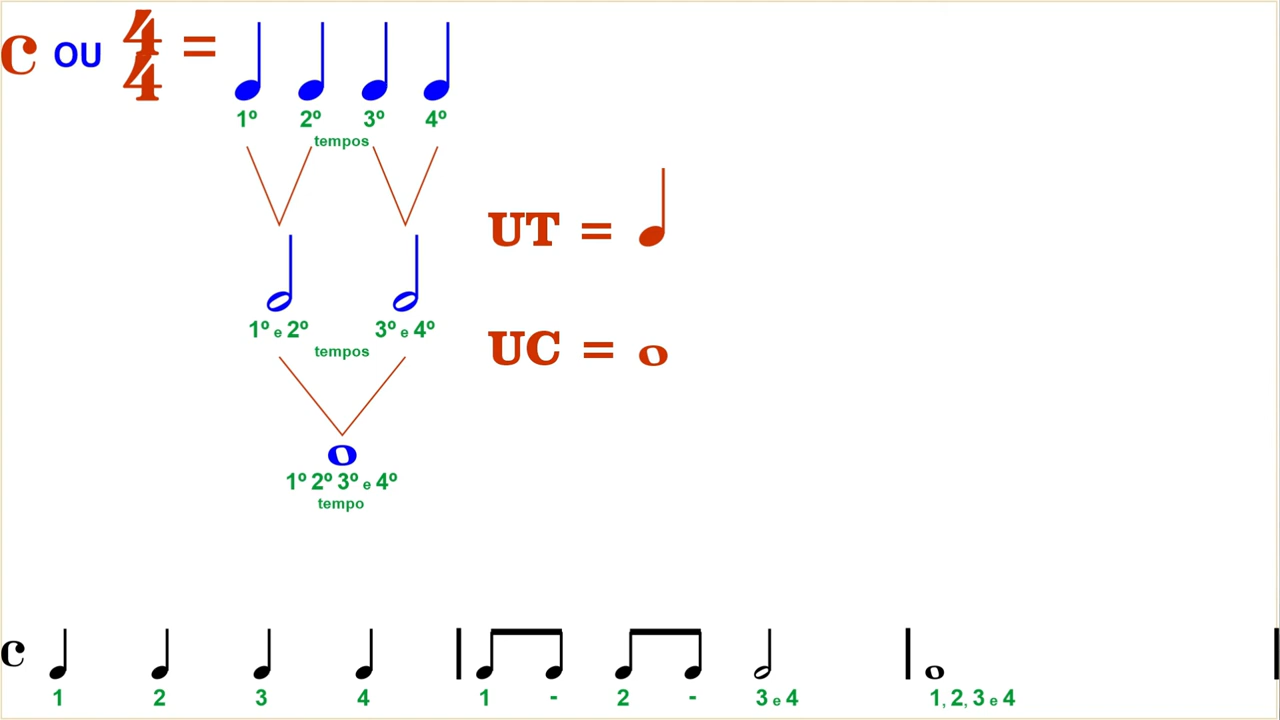 c ou 4/4 =
1º 2º 3º 4º
tempos
UT =
1º e 2º 3º e 4º
tempos
UC =
1º 2º 3º e 4º
tempo
c
1 2 3 4 1 - 2 - 3 e 4 1, 2, 3 e 4